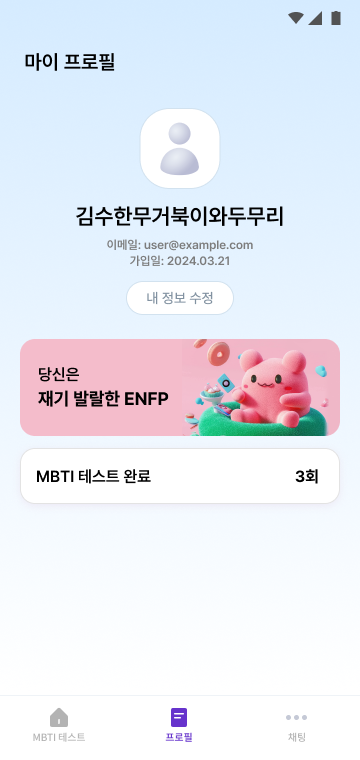 마이 프로필
김수한무거북이와두무리
이메일: user@example.com
가입일: 2024.03.21
내 정보 수정
당신은
재기 발랄한 ENFP
MBTI 테스트 완료 3회
MBTI 테스트 프로필 채팅